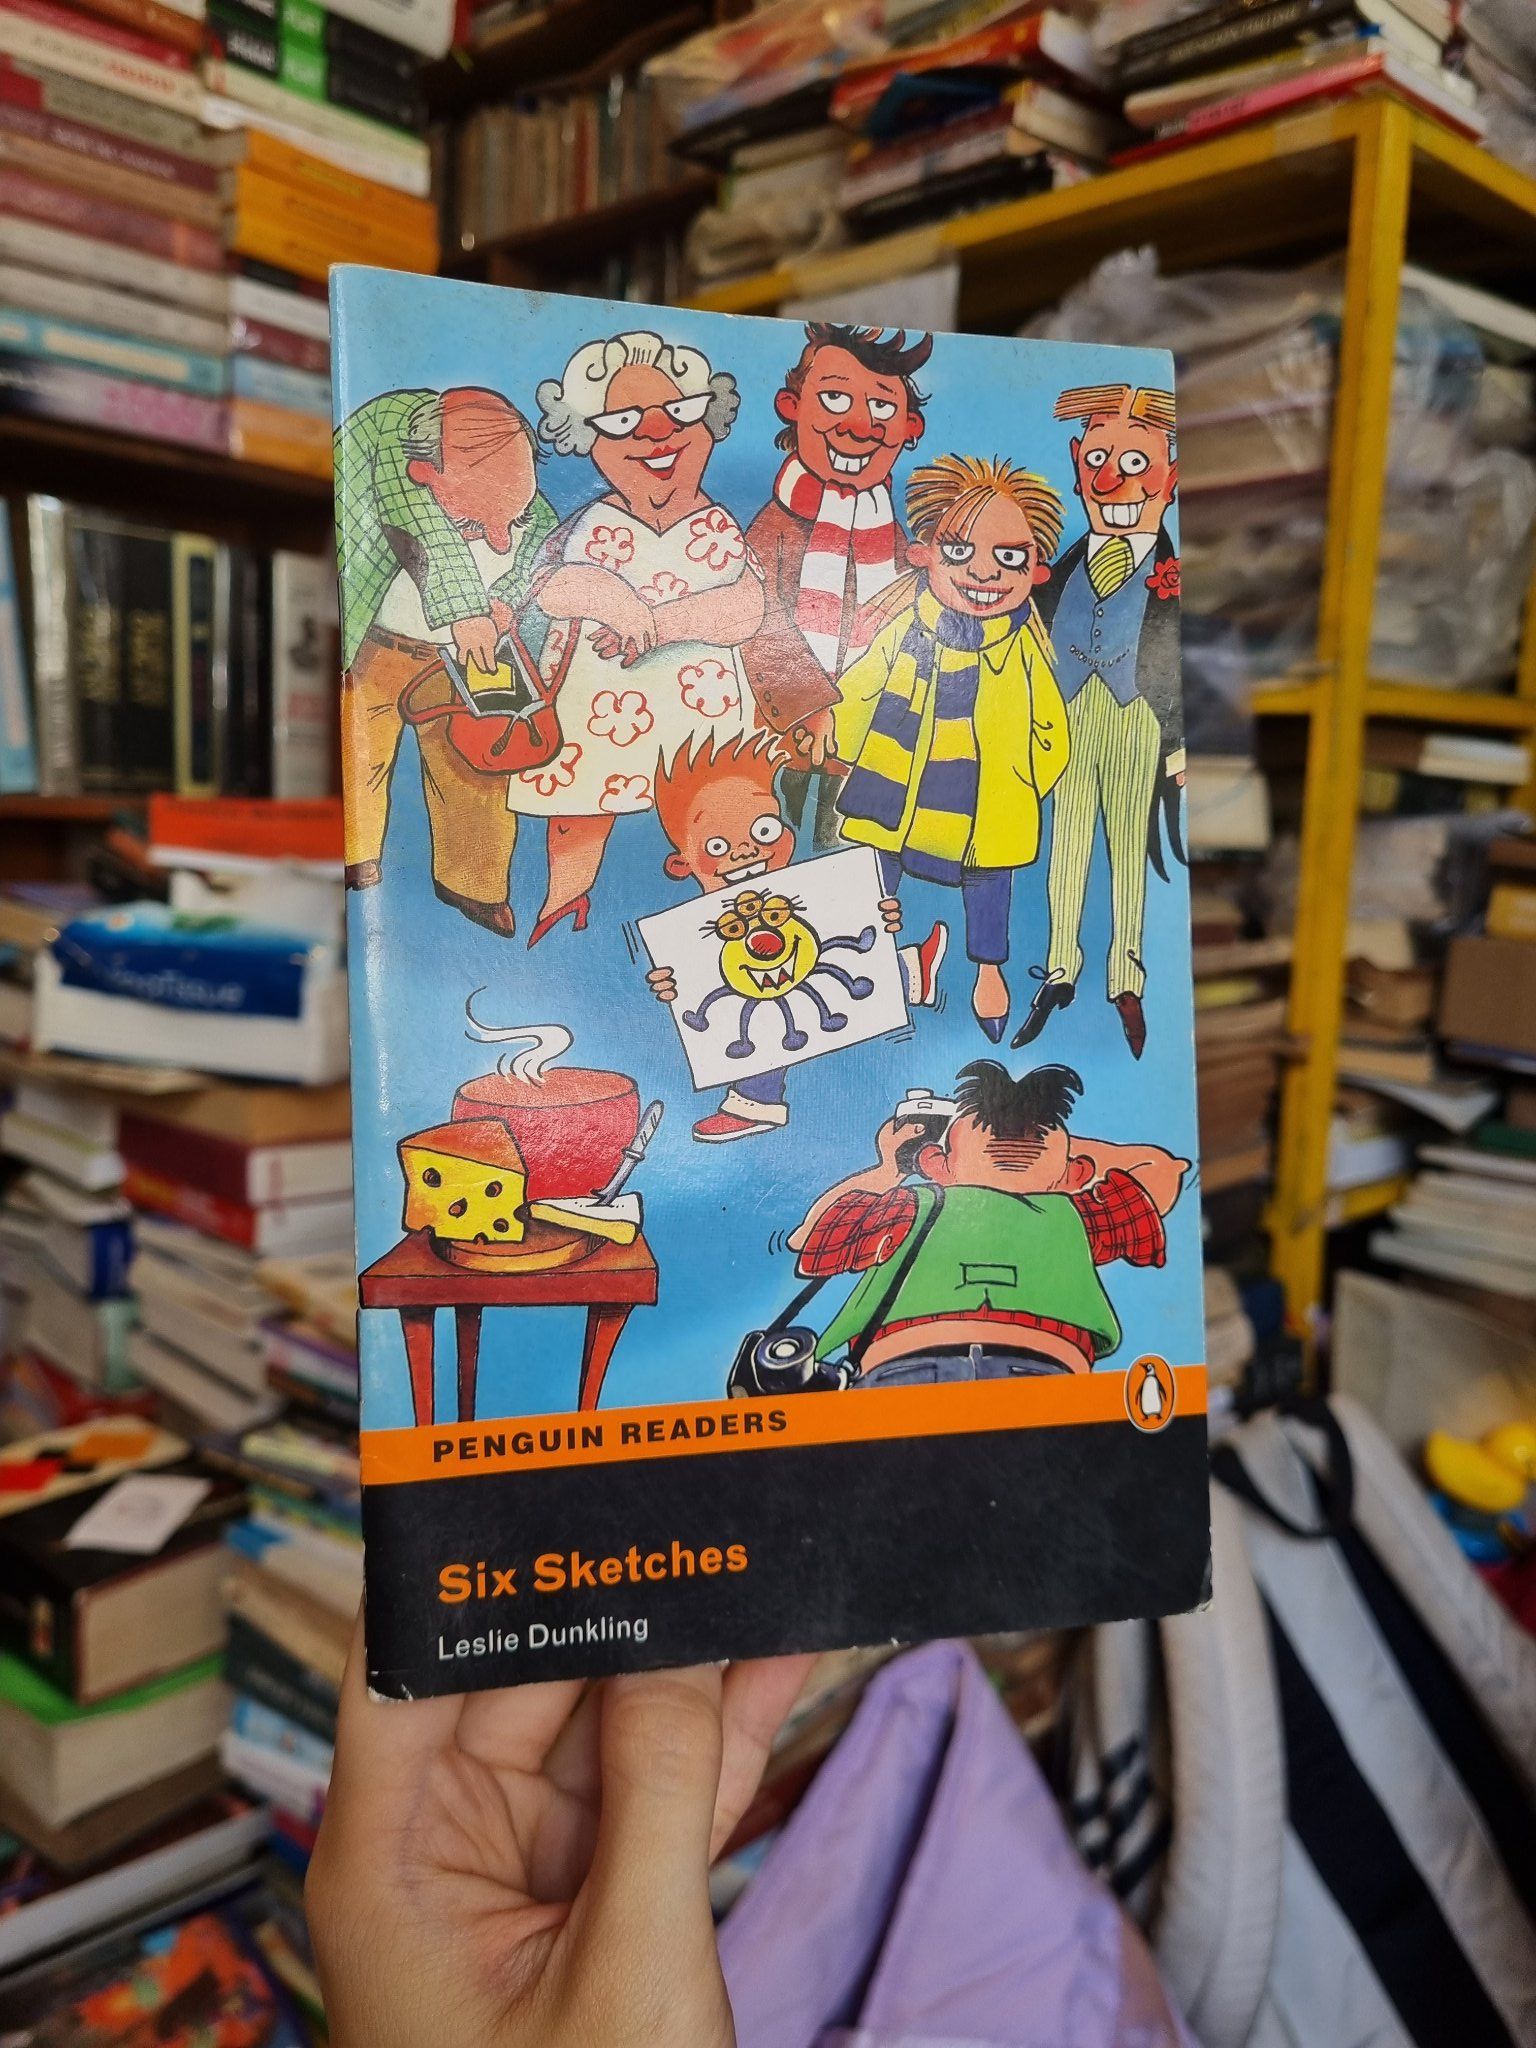 PENGUIN READERS
Six Sketches
Leslie Dunkling